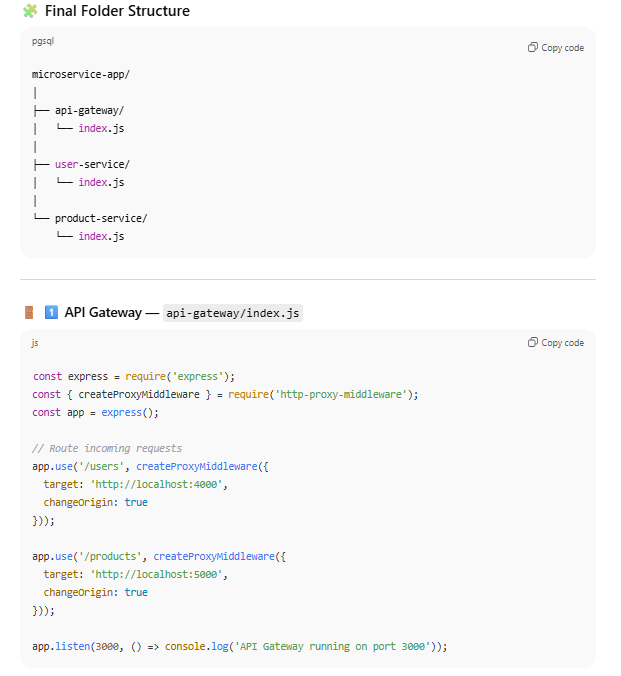 🧩 Final Folder Structure
pgsql
Copy code
microservice-app/
│
├── api-gateway/
│   └── index.js
│
├── user-service/
│   └── index.js
│
└── product-service/
    └── index.js
🚪 1️⃣ API Gateway — api-gateway/index.js
js
Copy code
const express = require('express');
const { createProxyMiddleware } = require('http-proxy-middleware');
const app = express();
// Route incoming requests
app.use('/users', createProxyMiddleware({
  target: 'http://localhost:4000',
  changeOrigin: true
}));
app.use('/products', createProxyMiddleware({
  target: 'http://localhost:5000',
  changeOrigin: true
}));
app.listen(3000, () => console.log('API Gateway running on port 3000'));